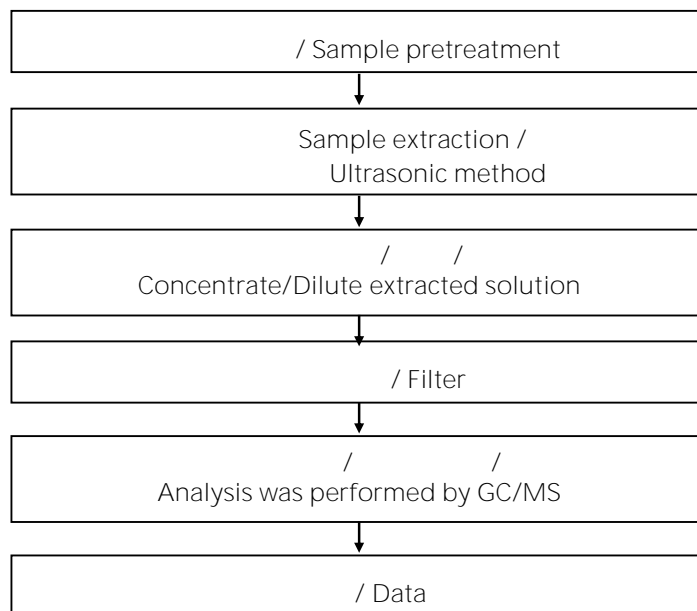 / Sample pretreatment
Sample extraction /
Ultrasonic method
/ /
Concentrate/Dilute extracted solution
/ Filter
/ /
Analysis was performed by GC/MS
/ Data